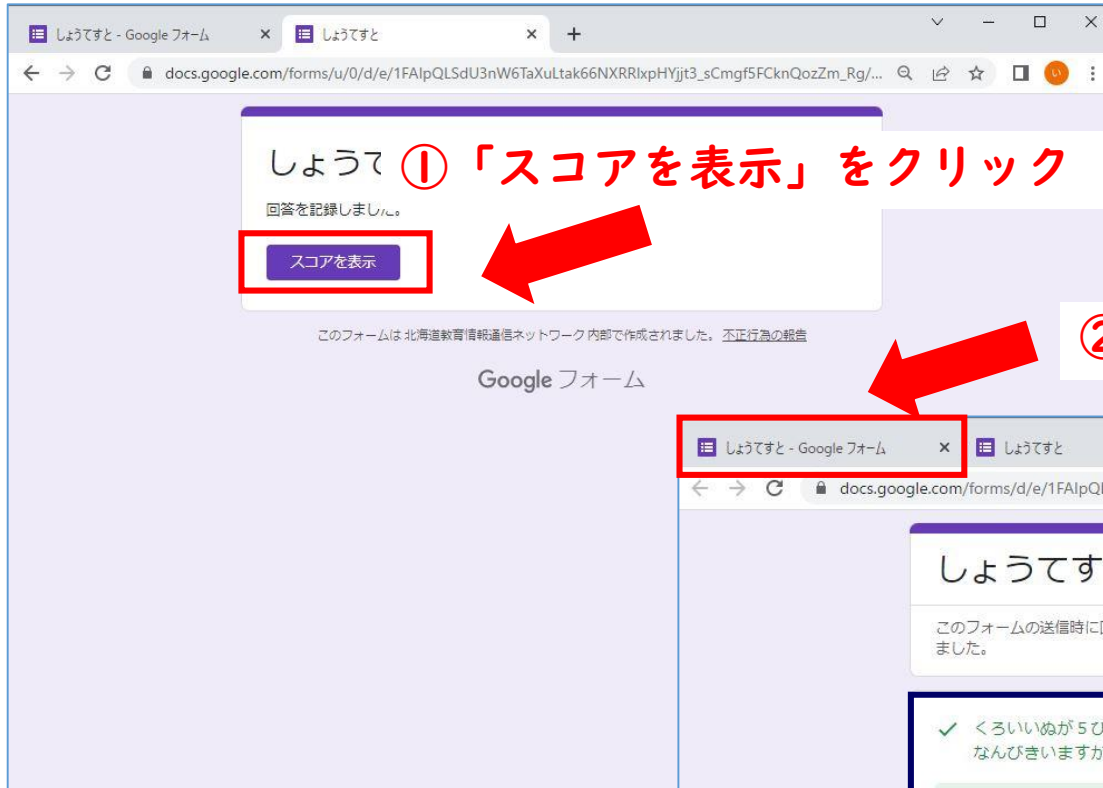 しょうてすと - Google フォーム
しょうてすと
docs.google.com/forms/u/0/d/e/1FAIpQLSdU3nW6TaXuLtak66NXRRlxpHYjjt3_sCmgf5FCknQozZm_Rg/...
い
しょうて
①「スコアを表示」をクリック
回答を記録しました。
スコアを表示
このフォームは 北海道教育情報通信ネットワーク 内部で作成されました。 不正行為の報告
Google フォーム
②
しょうてすと - Google フォーム
しょうてすと
docs.google.com/forms/d/e/1FAIpQ
しょうてす
このフォームの送信時に
ました。
くろいいぬが５ひ
なんびきいますか